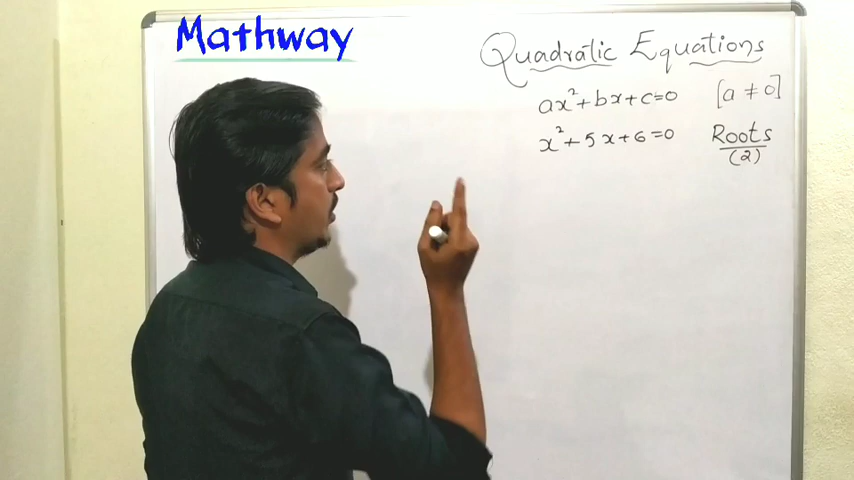 Mathway
Quadratic Equations
ax²+bx+c=0 [a ≠ 0]
x²+5x+6=0 Roots
(2)